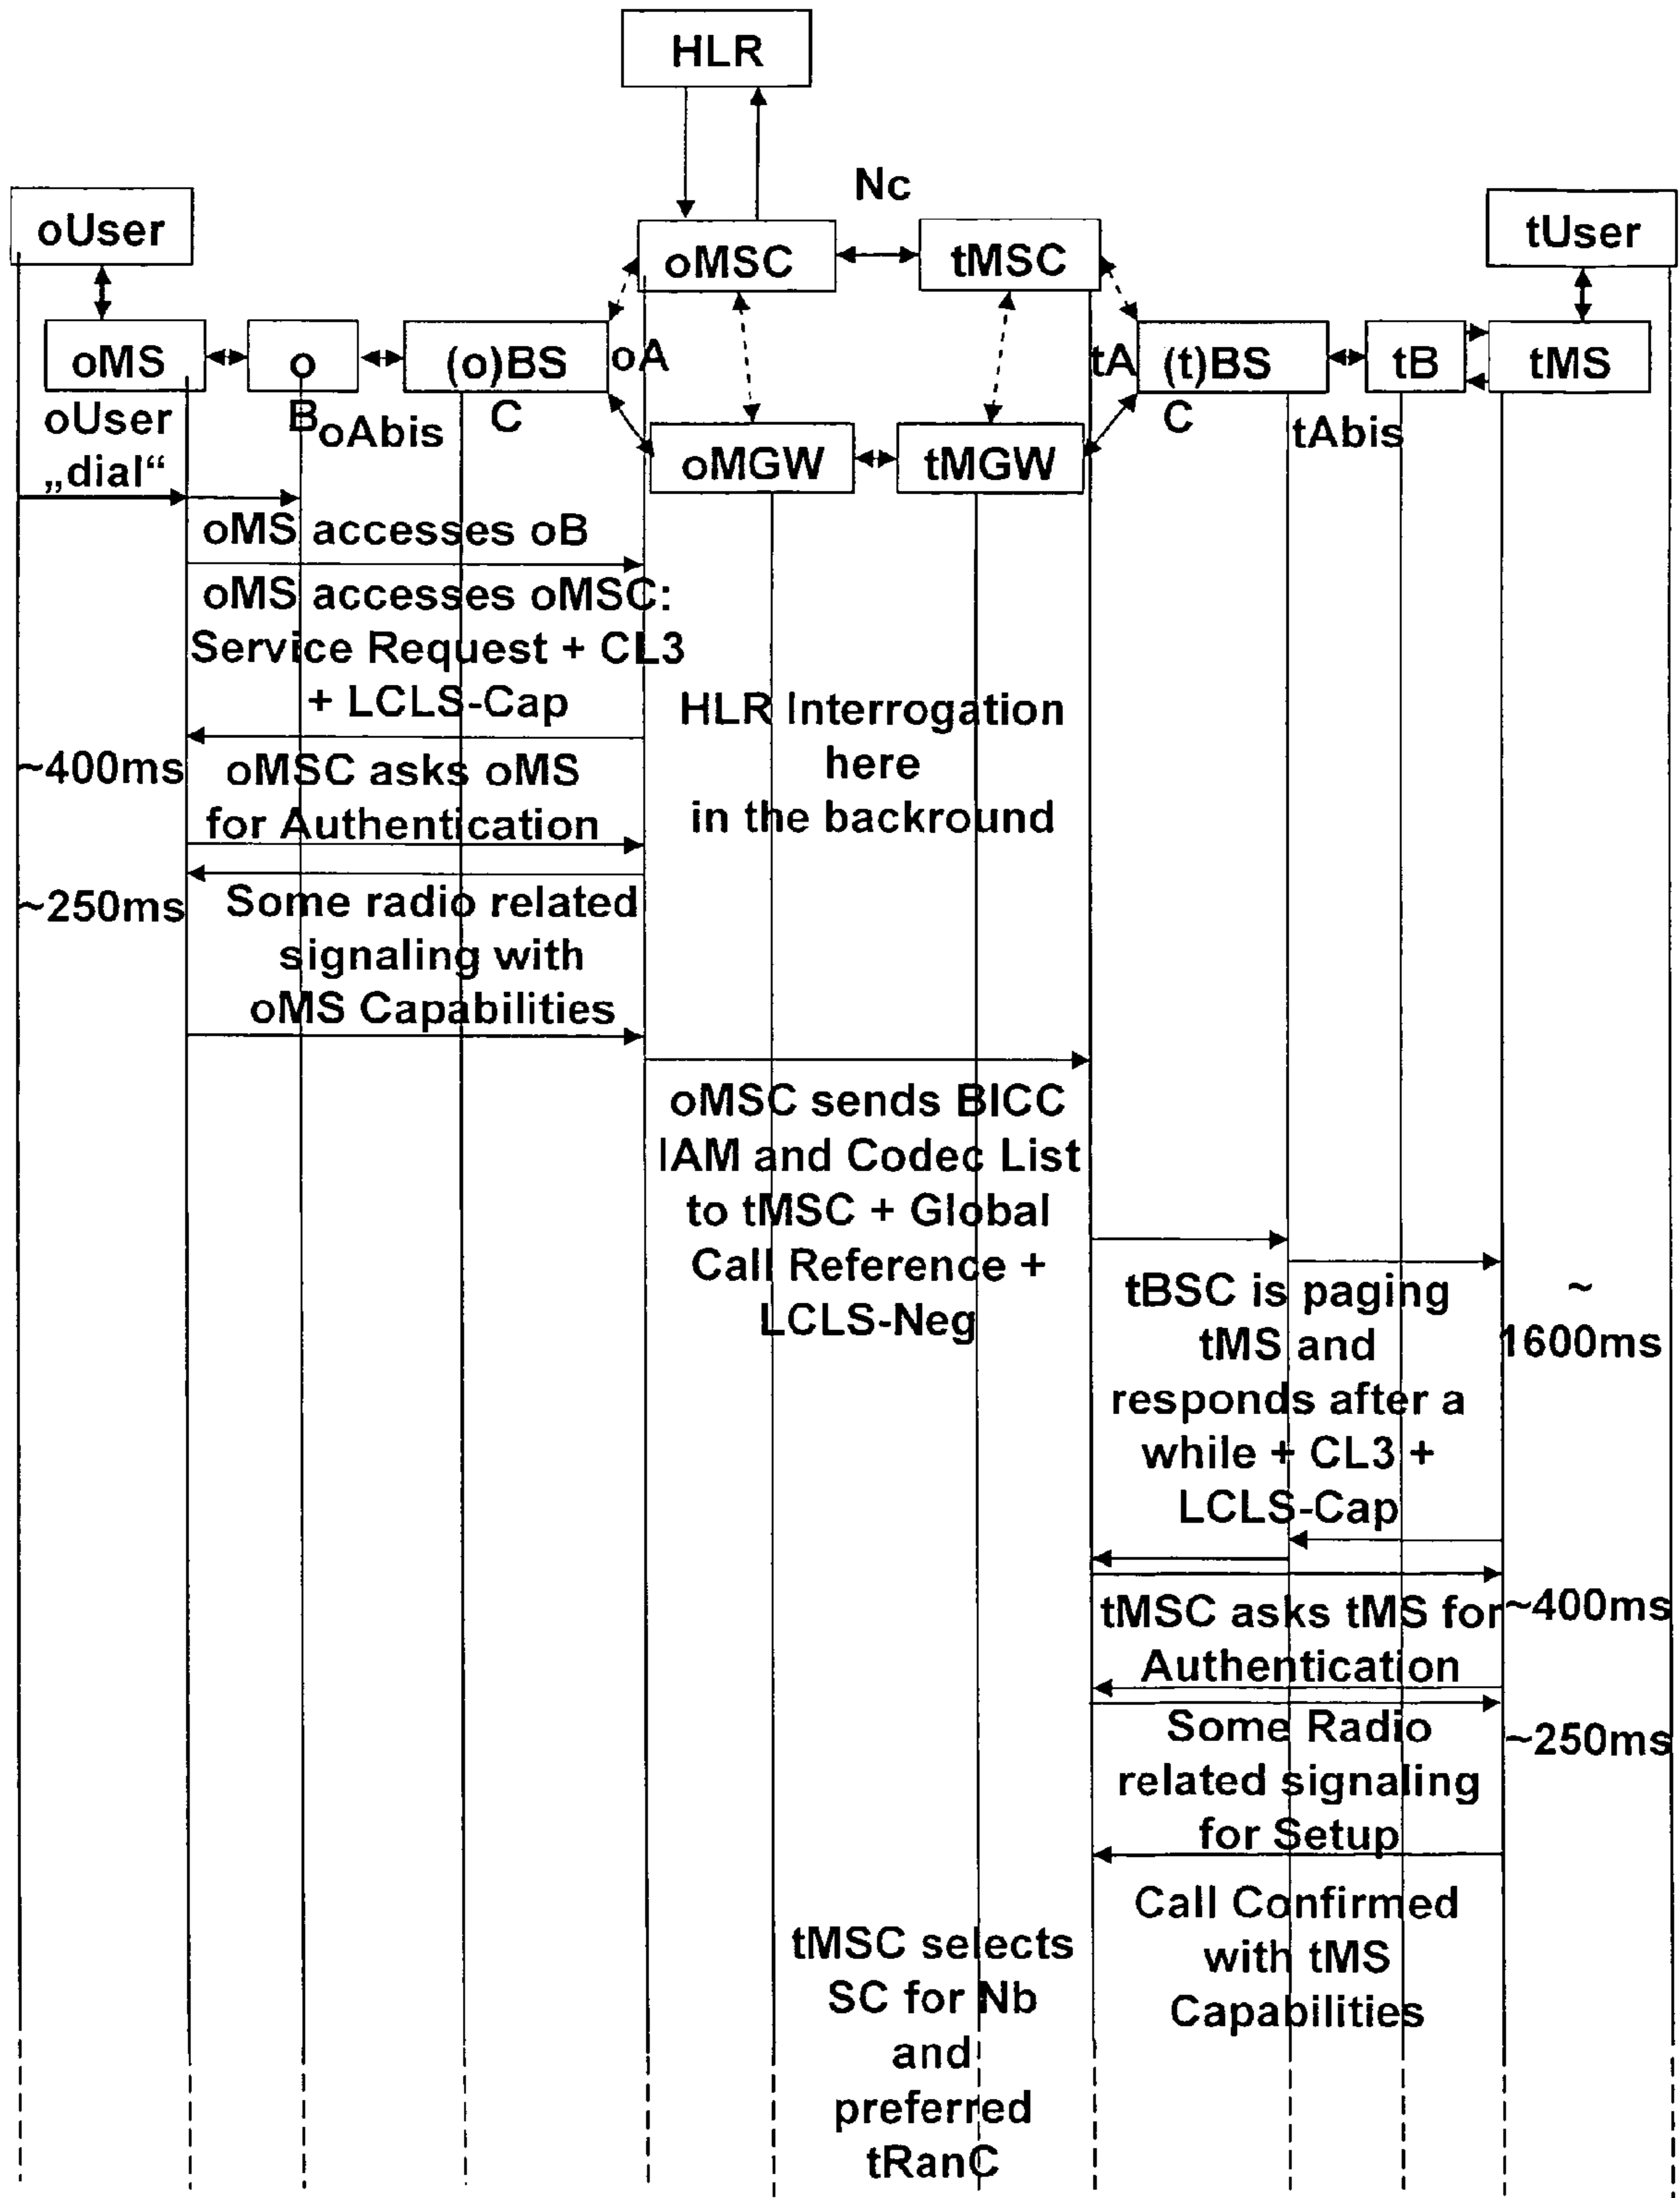 HLR
Nc
oUser
tUser
oMSC
tMSC
oMS
o
B
(o)BS
C
oA
tA
(t)BS
C
tB
tMS
oAbis
tAbis
oMGW
tMGW
oUser
„dial“
oMS accesses oB
oMS accesses oMSC:
Service Request + CL3
+ LCLS-Cap
~400ms
oMSC asks oMS
for Authentication
HLR Interrogation
here
in the backround
~250ms
Some radio related
signaling with
oMS Capabilities
oMSC sends BICC
IAM and Codec List
to tMSC + Global
Call Reference +
LCLS-Neg
tBSC is paging
tMS and
responds after a
while + CL3 +
LCLS-Cap
~
1600ms
tMSC asks tMS for
Authentication
~400ms
Some Radio
related signaling
for Setup
~250ms
Call Confirmed
with tMS
Capabilities
tMSC selects
SC for Nb
and
preferred
tRanC